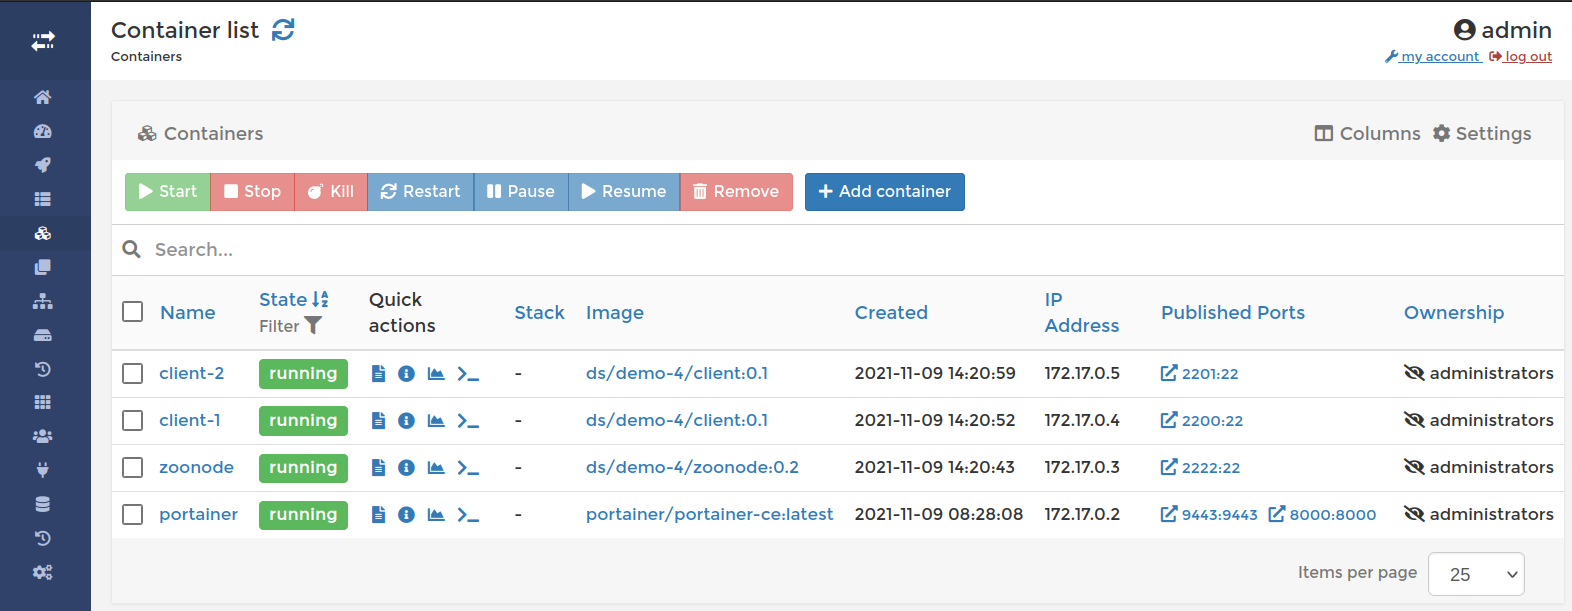 Container list
admin
Containers
my account log out
Containers
Columns Settings
Start Stop Kill Restart Pause Resume Remove Add container
Search...
Name State Filter Quick actions Stack Image Created IP Address Published Ports Ownership
client-2 running - ds/demo-4/client:0.1 2021-11-09 14:20:59 172.17.0.5 2201:22 administrators
client-1 running - ds/demo-4/client:0.1 2021-11-09 14:20:52 172.17.0.4 2200:22 administrators
zoonode running - ds/demo-4/zoonode:0.2 2021-11-09 14:20:43 172.17.0.3 2222:22 administrators
portainer running - portainer/portainer-ce:latest 2021-11-09 08:28:08 172.17.0.2 9443:9443 8000:8000 administrators
Items per page 25